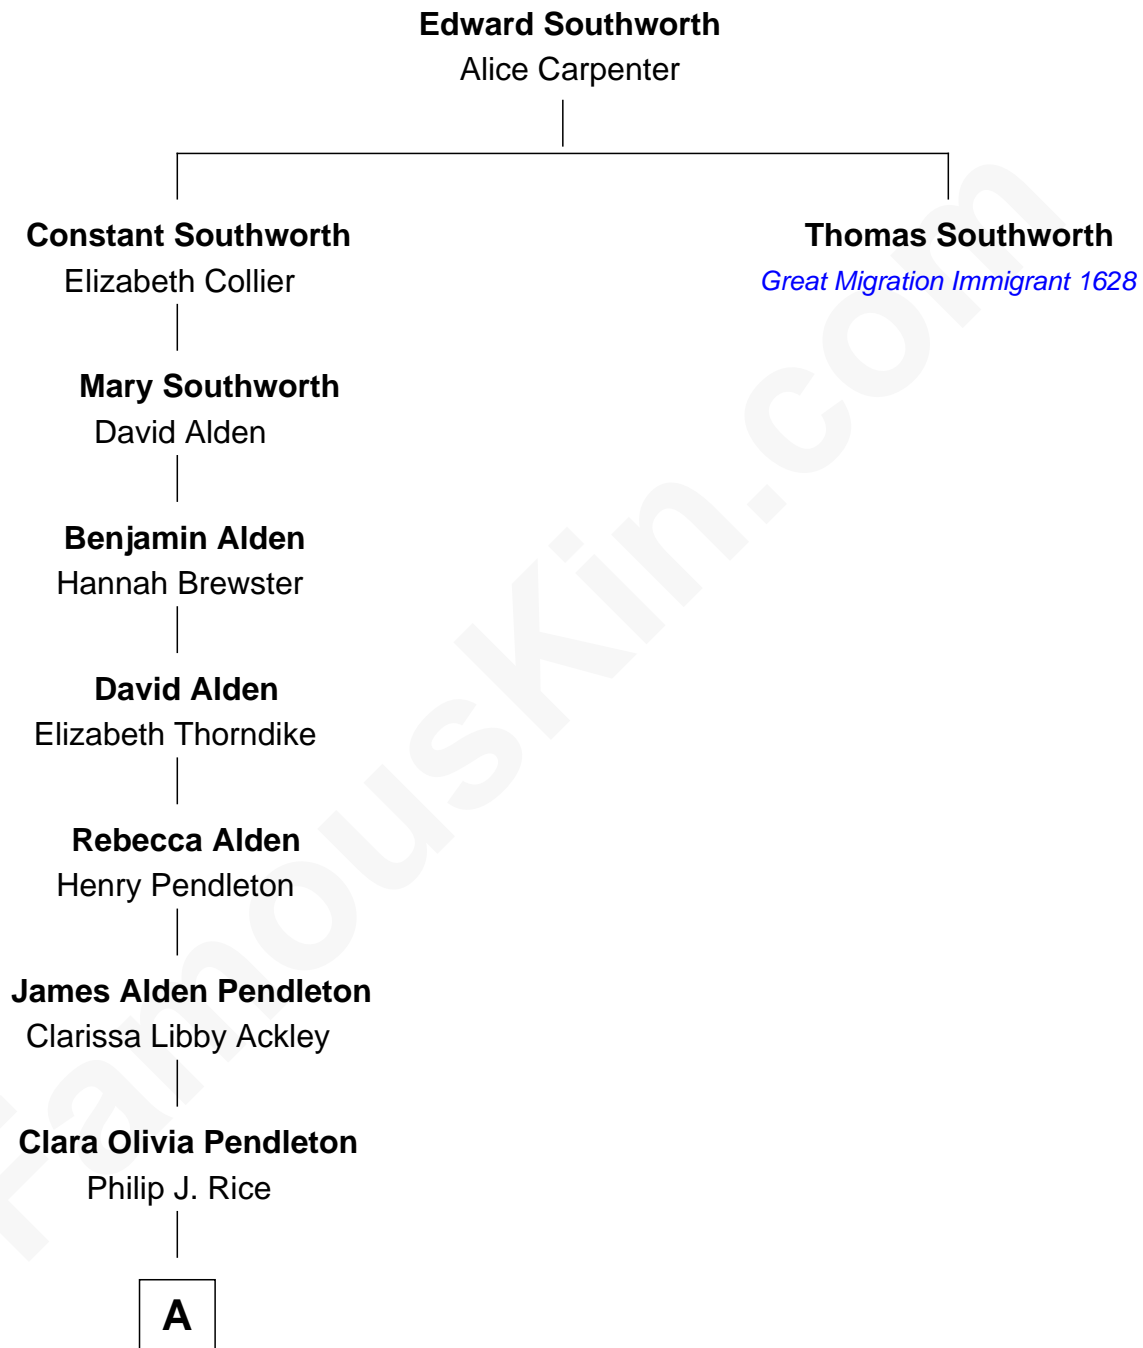 Edward Southworth
Alice Carpenter
Constant Southworth
Elizabeth Collier
Thomas Southworth
Great Migration Immigrant 1628
Mary Southworth
David Alden
Benjamin Alden
Hannah Brewster
David Alden
Elizabeth Thorndike
Rebecca Alden
Henry Pendleton
James Alden Pendleton
Clarissa Libby Ackley
Clara Olivia Pendleton
Philip J. Rice
A
FamousKin.com